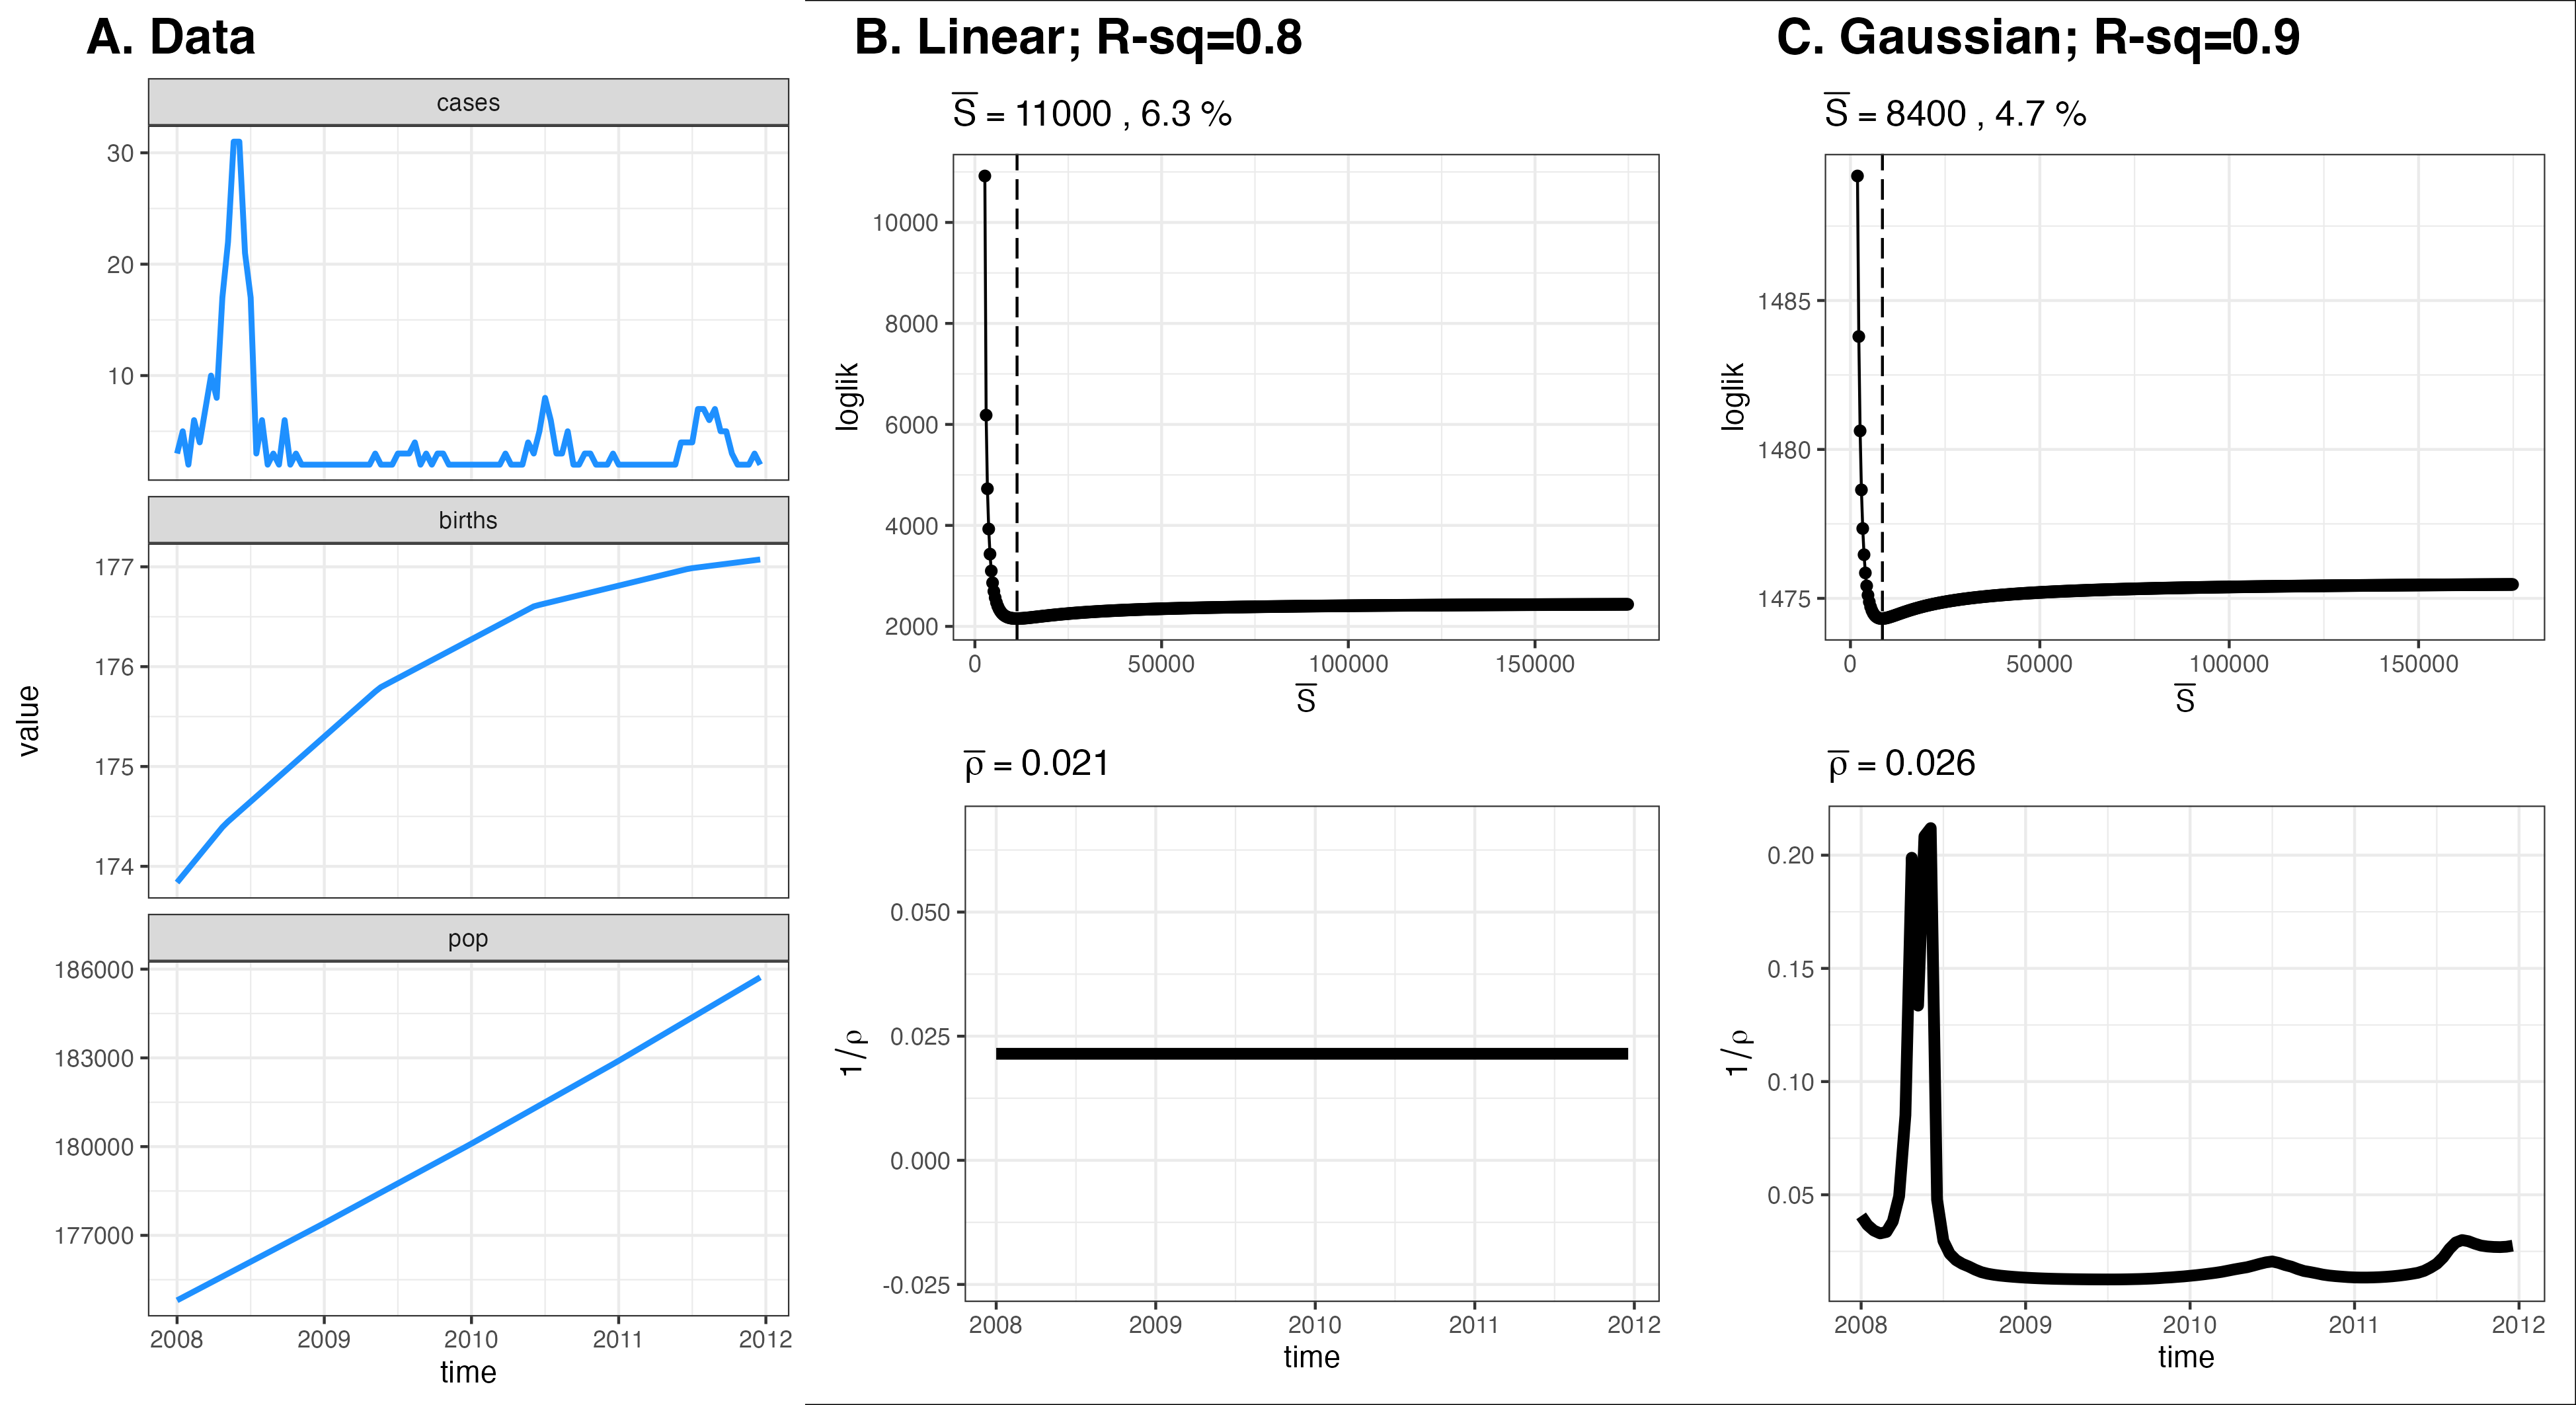 A. Data
cases
30
20
10
births
177
176
175
174
pop
186000
183000
180000
177000
2008 2009 2010 2011 2012
time
value
B. Linear; R-sq=0.8
S̅ = 11000 , 6.3 %
10000
8000
6000
4000
2000
loglik
0 50000 100000 150000
S̅
ρ̅ = 0.021
0.050
0.025
0.000
-0.025
1/ρ
2008 2009 2010 2011 2012
time
C. Gaussian; R-sq=0.9
S̅ = 8400 , 4.7 %
1485
1480
1475
loglik
0 50000 100000 150000
S̅
ρ̅ = 0.026
0.20
0.15
0.10
0.05
1/ρ
2008 2009 2010 2011 2012
time